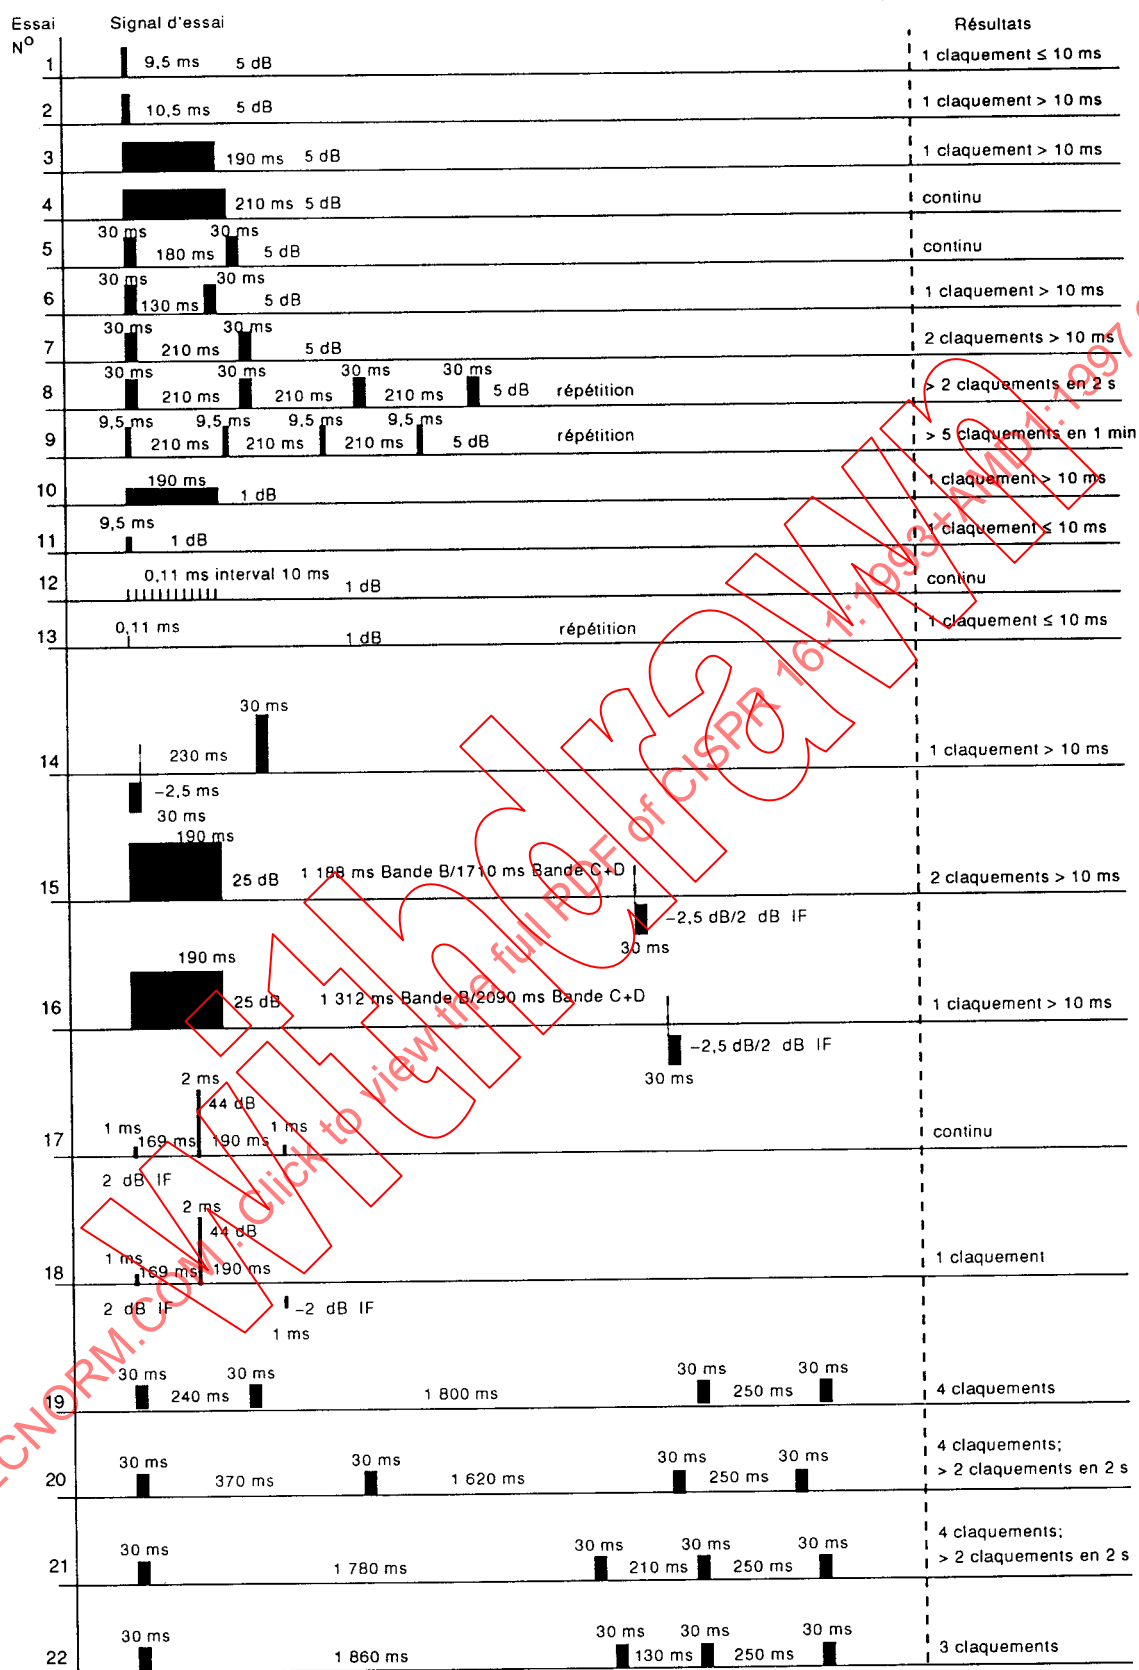 Essai Signal d'essai Résultats
N°
1 9,5 ms 5 dB 1 claquement ≤ 10 ms
2 10,5 ms 5 dB 1 claquement > 10 ms
3 190 ms 5 dB 1 claquement > 10 ms
4 210 ms 5 dB continu
30 ms 30 ms
5 180 ms 5 dB continu
30 ms 30 ms
6 130 ms 5 dB 1 claquement > 10 ms
30 ms 30 ms
7 210 ms 5 dB 2 claquements > 10 ms
30 ms 30 ms 30 ms 30 ms
8 210 ms 210 ms 210 ms 5 dB répétition > 2 claquements en 2 s
9,5 ms 9,5 ms 9,5 ms 9,5 ms
9 210 ms 210 ms 210 ms 5 dB répétition > 5 claquements en 1 min
190 ms
10 1 dB 1 claquement > 10 ms
9,5 ms
11 1 dB 1 claquement ≤ 10 ms
0,11 ms interval 10 ms
12 1 dB continu
0,11 ms
13 1 dB répétition 1 claquement ≤ 10 ms
30 ms
14 230 ms 1 claquement > 10 ms
−2,5 ms
30 ms
190 ms
15 25 dB 1 188 ms Bande B/1710 ms Bande C+D 2 claquements > 10 ms
−2,5 dB/2 dB IF
30 ms
190 ms
16 25 dB 1 312 ms Bande B/2090 ms Bande C+D 1 claquement > 10 ms
−2,5 dB/2 dB IF
30 ms
2 ms
44 dB
1 ms 1 ms
17 169 ms 190 ms continu
2 dB IF
2 ms
44 dB
1 ms
18 169 ms 190 ms 1 claquement
2 dB IF −2 dB IF
1 ms
30 ms 30 ms 30 ms 30 ms
19 240 ms 1 800 ms 250 ms 4 claquements
30 ms 30 ms 30 ms 30 ms
20 370 ms 1 620 ms 250 ms 4 claquements;
> 2 claquements en 2 s
30 ms 30 ms 30 ms 30 ms
21 1 780 ms 210 ms 250 ms 4 claquements;
> 2 claquements en 2 s
30 ms 30 ms 30 ms 30 ms
22 1 860 ms 130 ms 250 ms 3 claquements
Withdrawn
ECNORM.COM : Click to view the full PDF of CISPR 16-1:1993+AMD1:1997